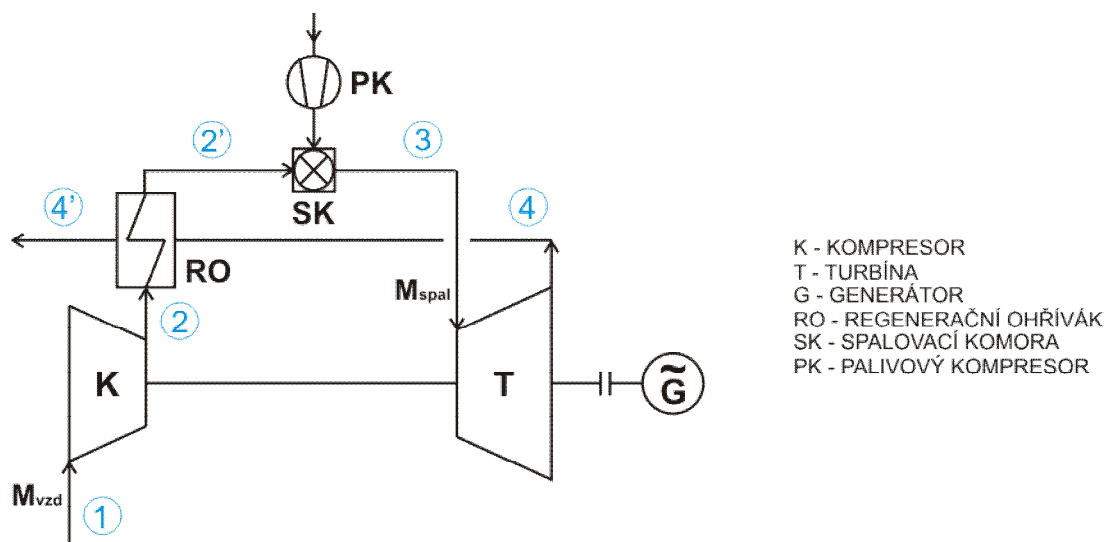 PK
2'
3
SK
4'
4
RO
2
Mspal
K
T
G̃
Mvzd
1
K - KOMPRESOR
T - TURBÍNA
G - GENERÁTOR
RO - REGENERAČNÍ OHŘÍVÁK
SK - SPALOVACÍ KOMORA
PK - PALIVOVÝ KOMPRESOR